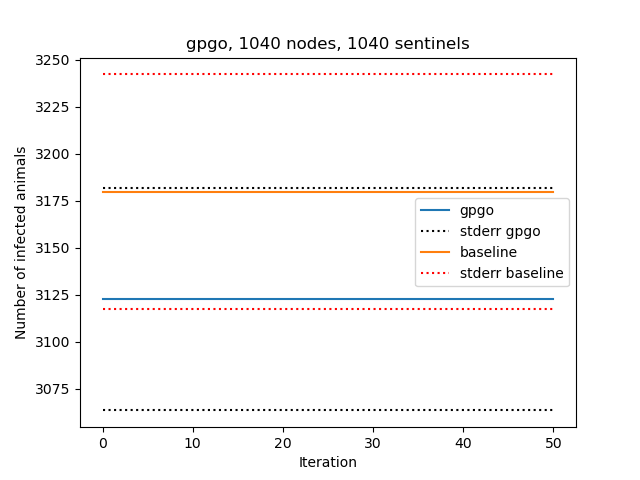 gpgo, 1040 nodes, 1040 sentinels
Number of infected animals
3250
3225
3200
3175
3150
3125
3100
3075
gpgo
stderr gpgo
baseline
stderr baseline
0 10 20 30 40 50
Iteration